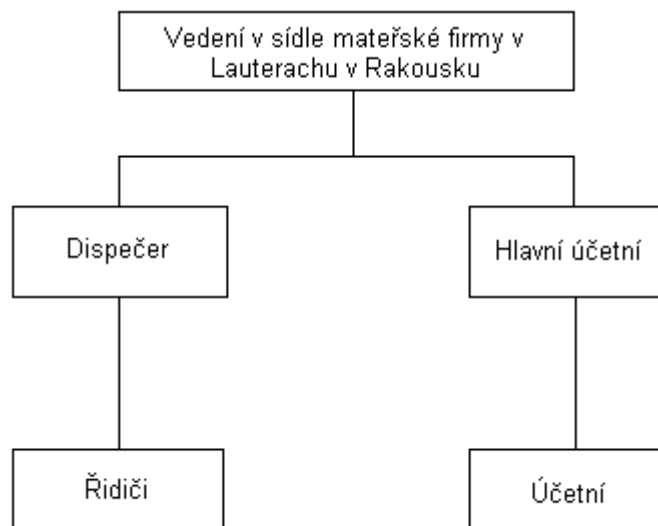 Vedení v sídle mateřské firmy v
Lauterachu v Rakousku
Dispečer
Hlavní účetní
Řidiči
Účetní